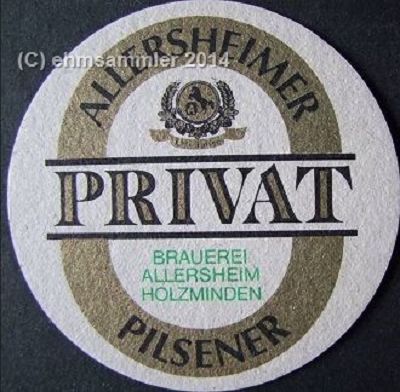 (C) ehmsammler 2014
ALLERSHEIMER
PRIVAT
BRAUEREI
ALLERSHEIM
HOLZMINDEN
PILSENER